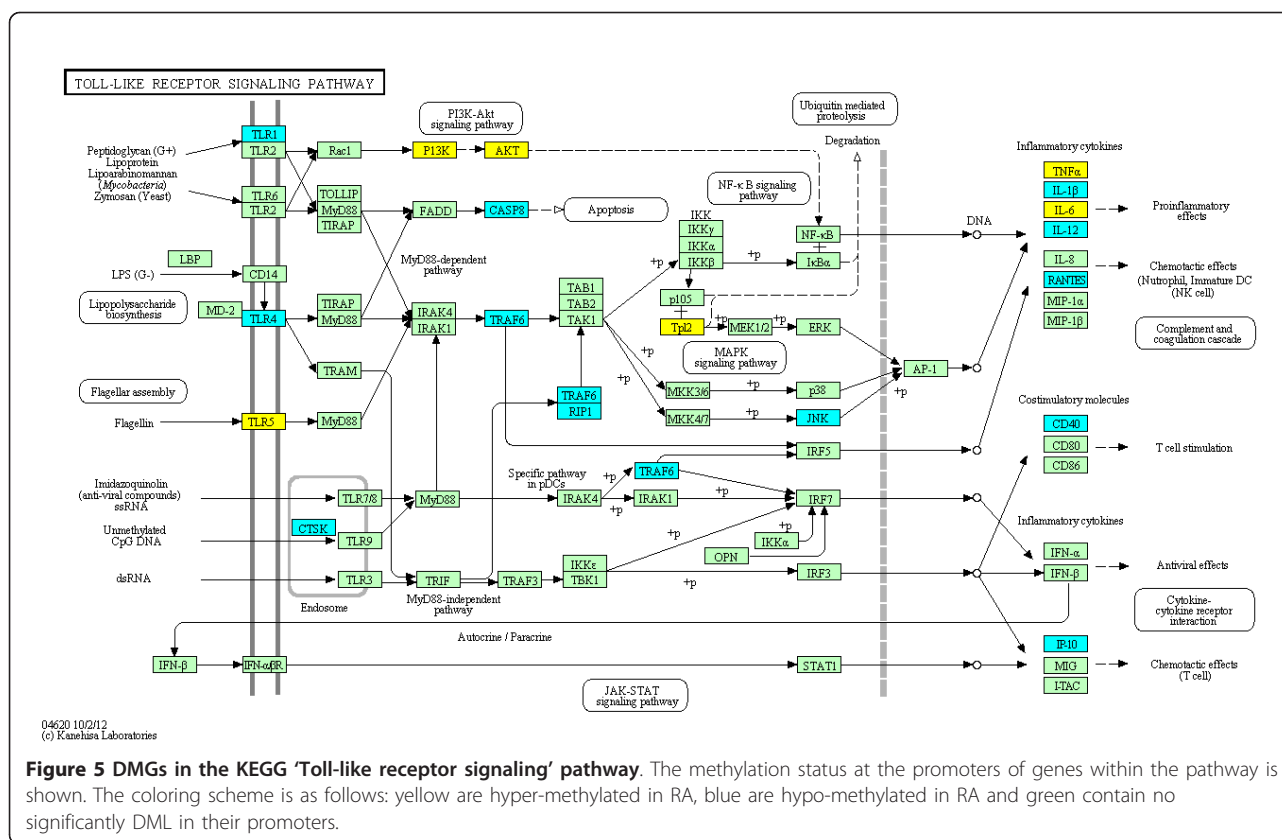 TOLL-LIKE RECEPTOR SIGNALING PATHWAY
PI3K-Akt
signaling pathway
Ubiquitin mediated
proteolysis
Degradation
TLR1
TLR2
Rac1
P13K
AKT
Peptidoglycan (G+)
Lipoprotein
Lipoarabinomannan
(Mycobacteria)
Zymosan (Yeast)
TLR6
TLR2
TOLLIP
MyD88
TIRAP
FADD
CASP8
Apoptosis
NF-κB signaling
pathway
IKK
IKKγ
IKKα
IKKβ
NF-κB
IκBα
+p
+p
DNA
Inflammatory cytokines
TNFα
IL-1β
IL-6
IL-12
Proinflammatory
effects
IL-8
RANTES
MIP-1α
MIP-1β
Chemotactic effects
(Nutrophil, Immature DC
(NK cell)
LBP
LPS (G-)
CD14
MyD88-dependent
pathway
Lipopolysaccharide
biosynthesis
MD-2
TLR4
TIRAP
MyD88
IRAK4
IRAK1
TRAF6
TAB1
TAB2
TAK1
p105
Tpl2
+p
MEK1/2
+p
ERK
MAPK
signaling pathway
Complement and
coagulation cascade
TRAM
+p
+p
MKK3/6
+p
p38
AP-1
+p
Flagellar assembly
TRAF6
RIP1
MKK4/7
+p
JNK
Flagellin
TLR5
MyD88
IRF5
Costimulatory molecules
CD40
CD80
CD86
T cell stimulation
Imidazoquinolin
(anti-viral compounds)
ssRNA
TLR7/8
MyD88
Specific pathway
in pDCs
TRAF6
IRAK4
+p
+p
IRAK1
+p
IRF7
Unmethylated
CpG DNA
CTSK
TLR9
IKKα
+p
OPN
+p
Inflammatory cytokines
IFN-α
IFN-β
Antiviral effects
dsRNA
TLR3
TRIF
TRAF3
IKKε
TBK1
+p
IRF3
Endosome
MyD88-independent
pathway
Cytokine-
cytokine receptor
interaction
Autocrine / Paracrine
IFN-β
IFN-αβR
STAT1
IP-10
MIG
I-TAC
Chemotactic effects
(T cell)
JAK-STAT
signaling pathway
04620 10/2/12
(c) Kanehisa Laboratories
Figure 5 DMGs in the KEGG ‘Toll-like receptor signaling’ pathway. The methylation status at the promoters of genes within the pathway is
shown. The coloring scheme is as follows: yellow are hyper-methylated in RA, blue are hypo-methylated in RA and green contain no
significantly DML in their promoters.